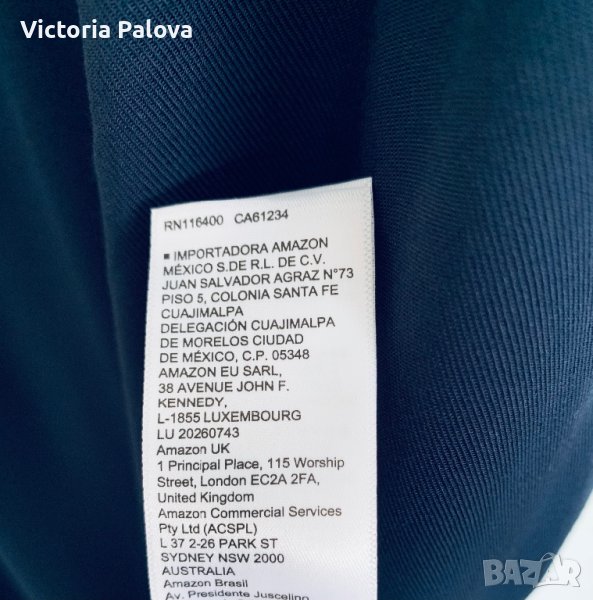 Victoria Palova
RN116400 CA61234
▪ IMPORTADORA AMAZON
MÉXICO S.DE R.L. DE C.V.
JUAN SALVADOR AGRAZ N°73
PISO 5, COLONIA SANTA FE
CUAJIMALPA
DELEGACIÓN CUAJIMALPA
DE MORELOS CIUDAD
DE MÉXICO, C.P. 05348
AMAZON EU SARL,
38 AVENUE JOHN F.
KENNEDY,
L-1855 LUXEMBOURG
LU 20260743
Amazon UK
1 Principal Place, 115 Worship
Street, London EC2A 2FA,
United Kingdom
Amazon Commercial Services
Pty Ltd (ACSPL)
L 37 2-26 PARK ST
SYDNEY NSW 2000
AUSTRALIA
Amazon Brasil
Av. Presidente Juscelino
BAZAR